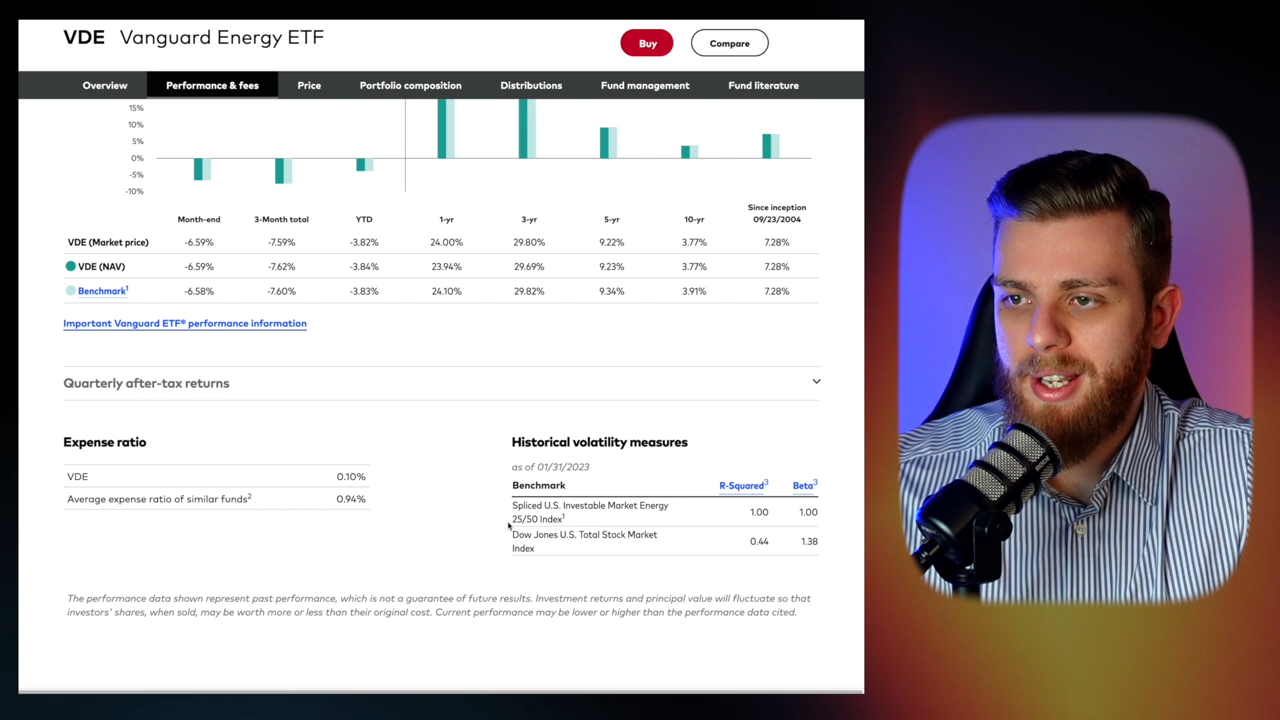 VDE Vanguard Energy ETF
Buy
Compare
Overview Performance & fees Price Portfolio composition Distributions Fund management Fund literature
15%
10%
5%
0%
-5%
-10%
Month-end 3-Month total YTD 1-yr 3-yr 5-yr 10-yr Since inception 09/23/2004
VDE (Market price) -6.59% -7.59% -3.82% 24.00% 29.80% 9.22% 3.77% 7.28%
VDE (NAV) -6.59% -7.62% -3.84% 23.94% 29.69% 9.23% 3.77% 7.28%
Benchmark1 -6.58% -7.60% -3.83% 24.10% 29.82% 9.34% 3.91% 7.28%
Important Vanguard ETF® performance information
Quarterly after-tax returns
Expense ratio
VDE 0.10%
Average expense ratio of similar funds2 0.94%
Historical volatility measures
as of 01/31/2023
Benchmark R-Squared3 Beta3
Spliced U.S. Investable Market Energy
25/50 Index1 1.00 1.00
Dow Jones U.S. Total Stock Market
Index 0.44 1.38
The performance data shown represent past performance, which is not a guarantee of future results. Investment returns and principal value will fluctuate so that
investors' shares, when sold, may be worth more or less than their original cost. Current performance may be lower or higher than the performance data cited.